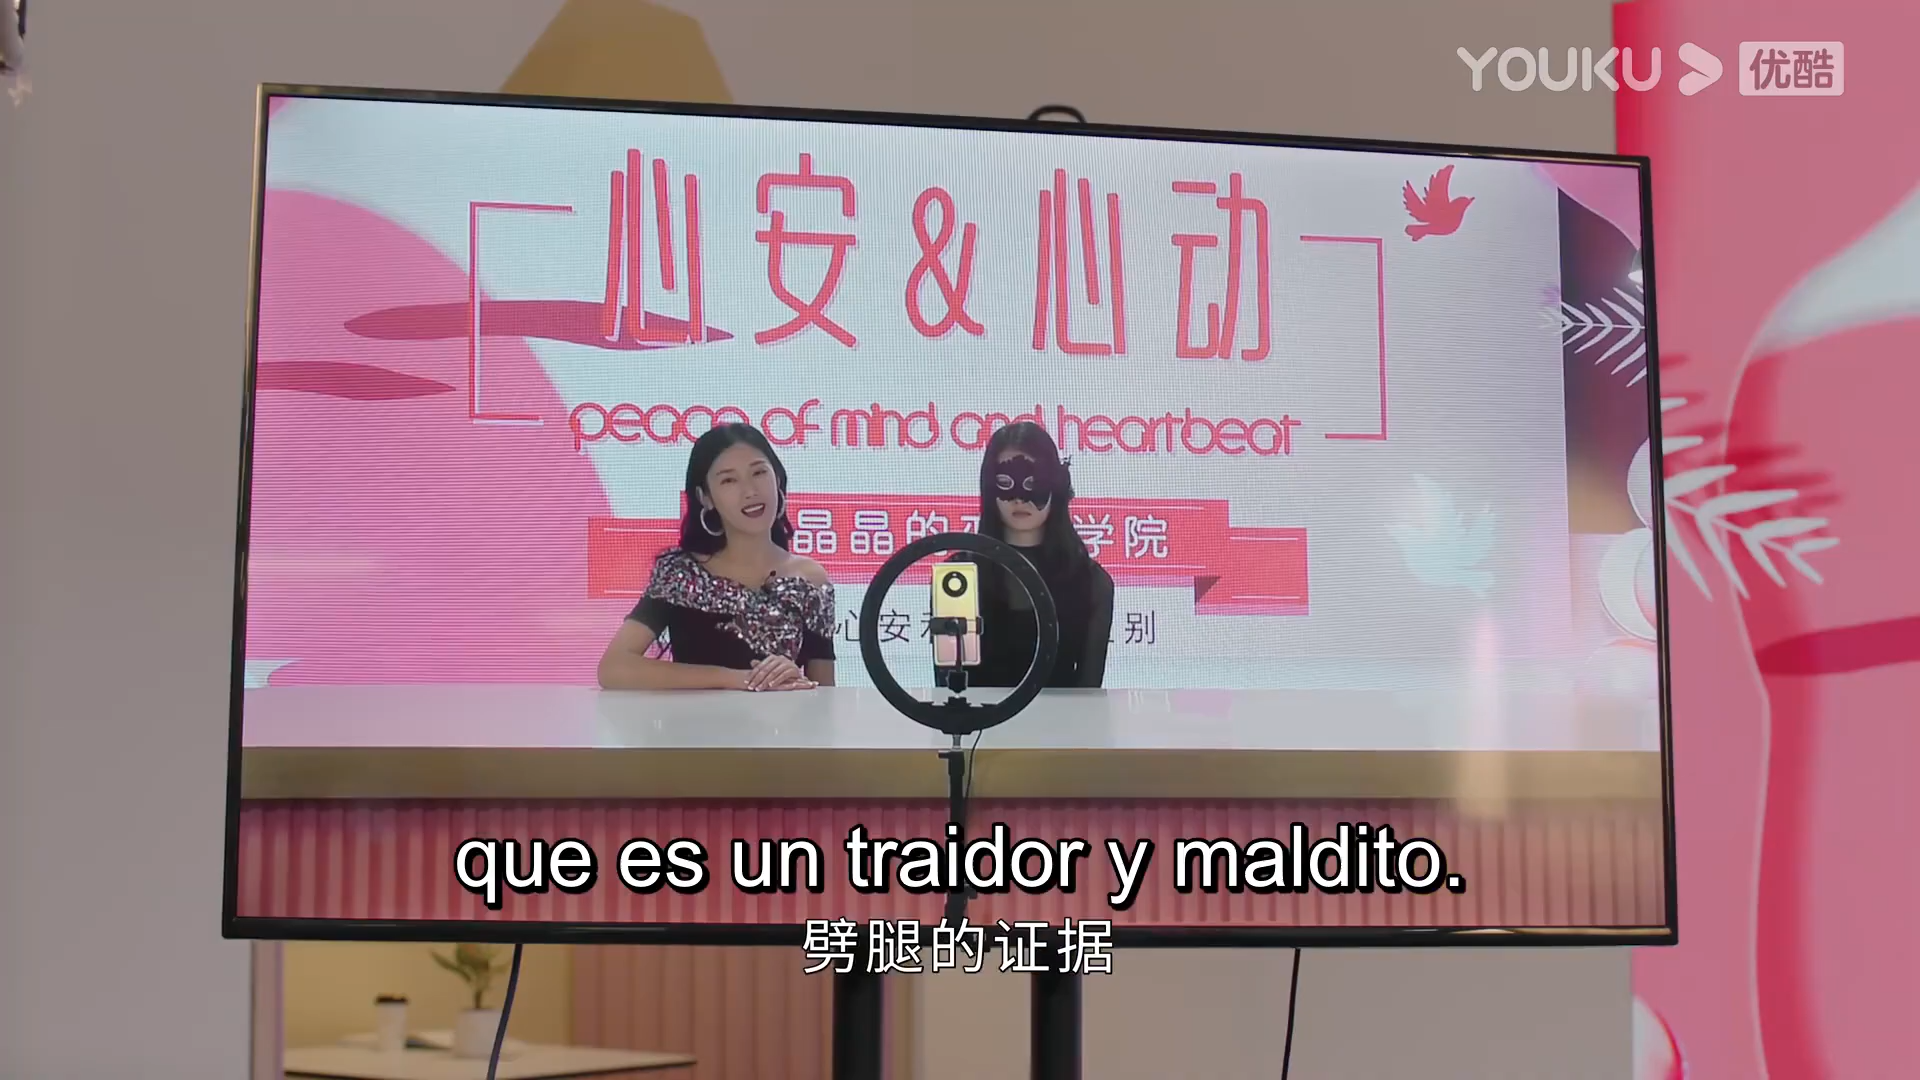 YOUKU 优酷
心安&心动
peace of mind and heartbeat
晶晶的 学院
心安 别
que es un traidor y maldito.
劈腿的证据